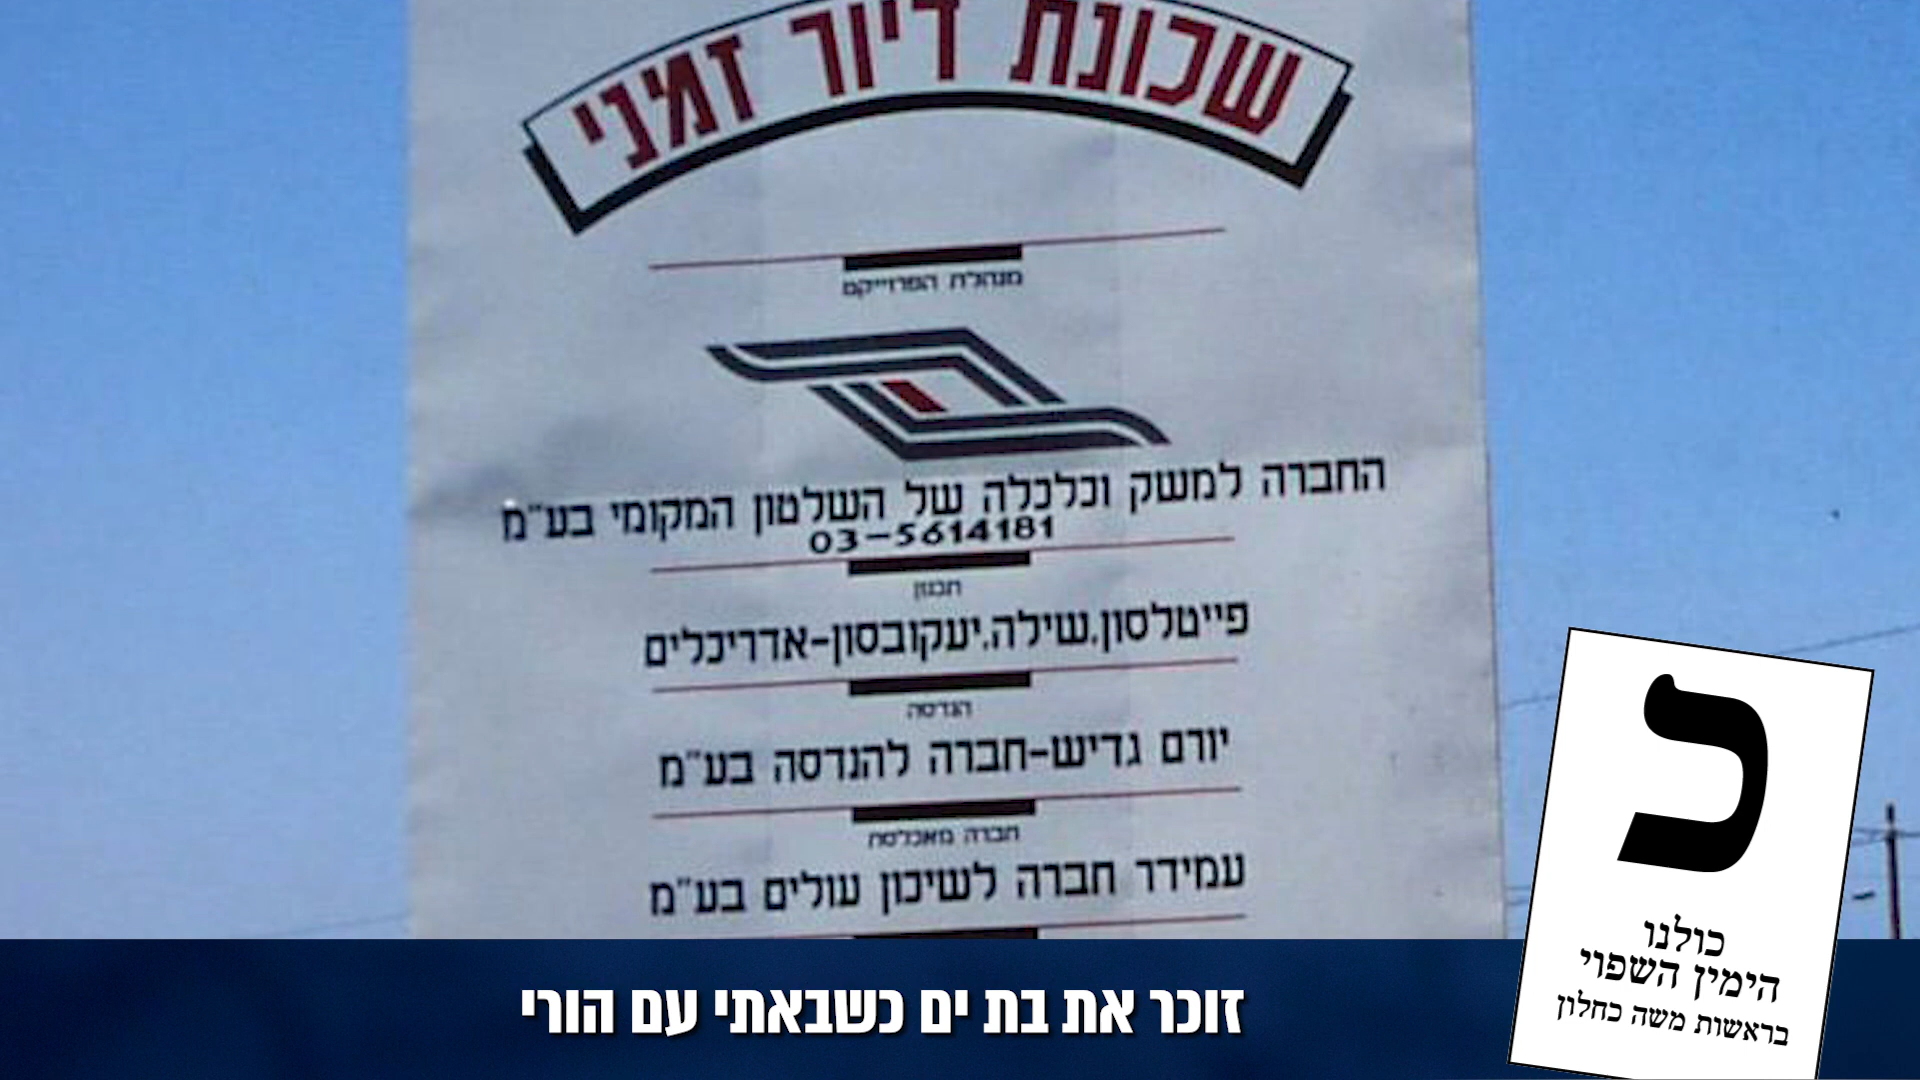 שכונת דיור זמני
מנהלת הפרוייקט
החברה למשק וכלכלה של השלטון המקומי בע"מ
03-5614181
תכנון
פייטלסון,שילה,יעקובסון-אדריכלים
הנדסה
יורם גדיש-חברה להנדסה בע"מ
חברה מאכלסת
עמידר חברה לשיכון עולים בע"מ
זוכר את בת ים כשבאתי עם הורי
כ
כולנו
הימין השפוי
בראשות משה כחלון